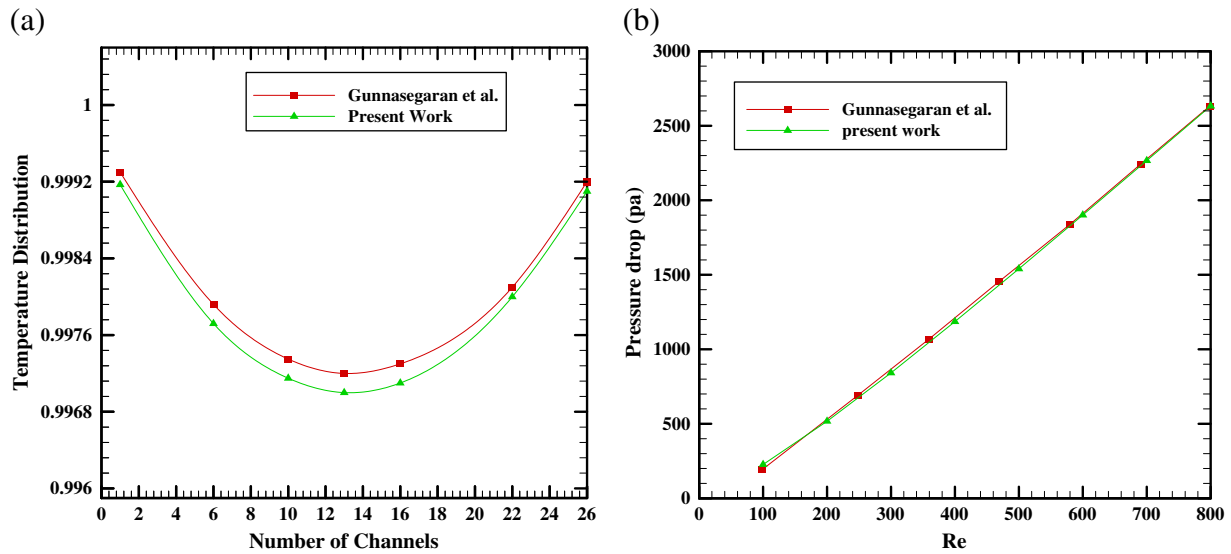 (a)
Temperature Distribution
1
0.9992
0.9984
0.9976
0.9968
0.996
Gunnasegaran et al.
Present Work
0 2 4 6 8 10 12 14 16 18 20 22 24 26
Number of Channels
(b)
Pressure drop (pa)
3000
2500
2000
1500
1000
500
0
Gunnasegaran et al.
present work
100 200 300 400 500 600 700 800
Re